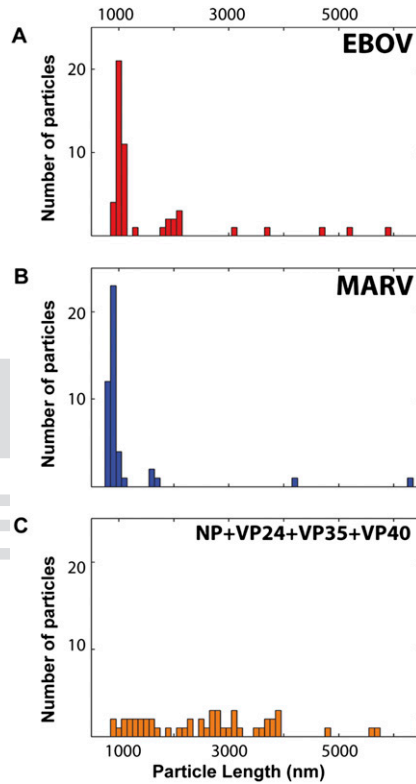 1000 3000 5000
A
EBOV
20
10
Number of particles
B
MARV
20
10
Number of particles
C
NP+VP24+VP35+VP40
20
10
Number of particles
1000 3000 5000
Particle Length (nm)